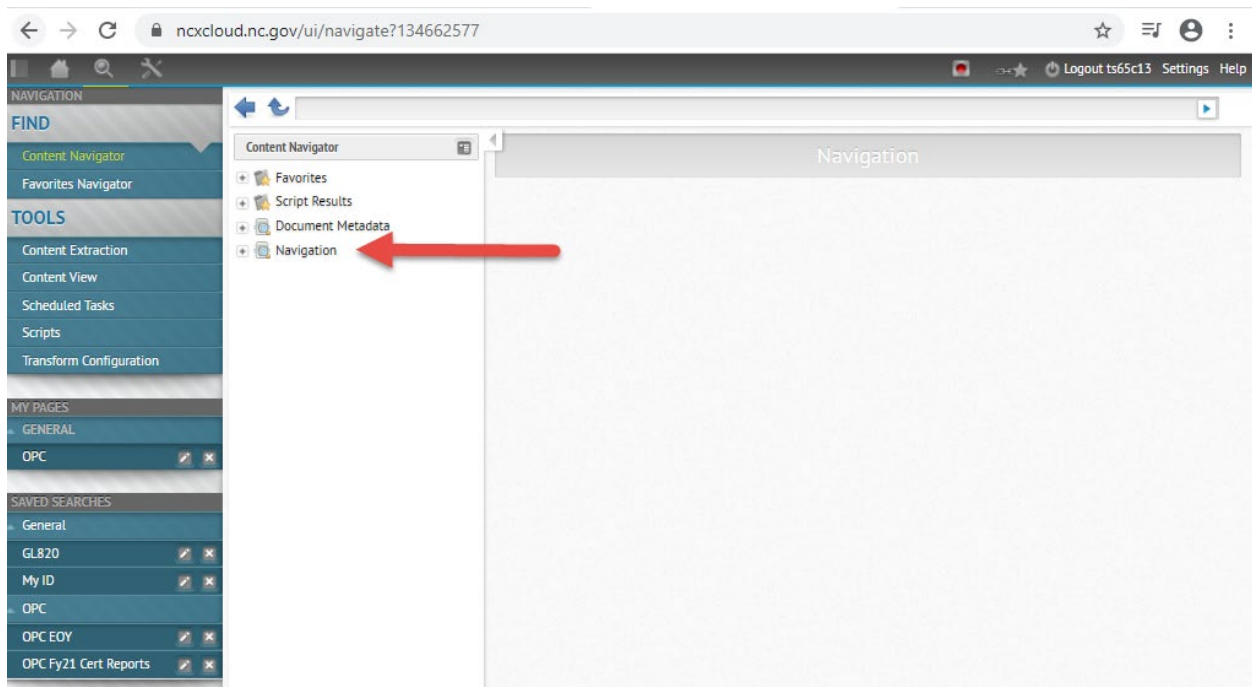 ncxcloud.nc.gov/ui/navigate?134662577
Logout ts65c13 Settings Help
NAVIGATION
FIND
Content Navigator
Favorites Navigator
TOOLS
Content Extraction
Content View
Scheduled Tasks
Scripts
Transform Configuration
MY PAGES
GENERAL
OPC
SAVED SEARCHES
General
GL820
My ID
OPC
OPC EOY
OPC Fy21 Cert Reports
Content Navigator
Favorites
Script Results
Document Metadata
Navigation
Navigation